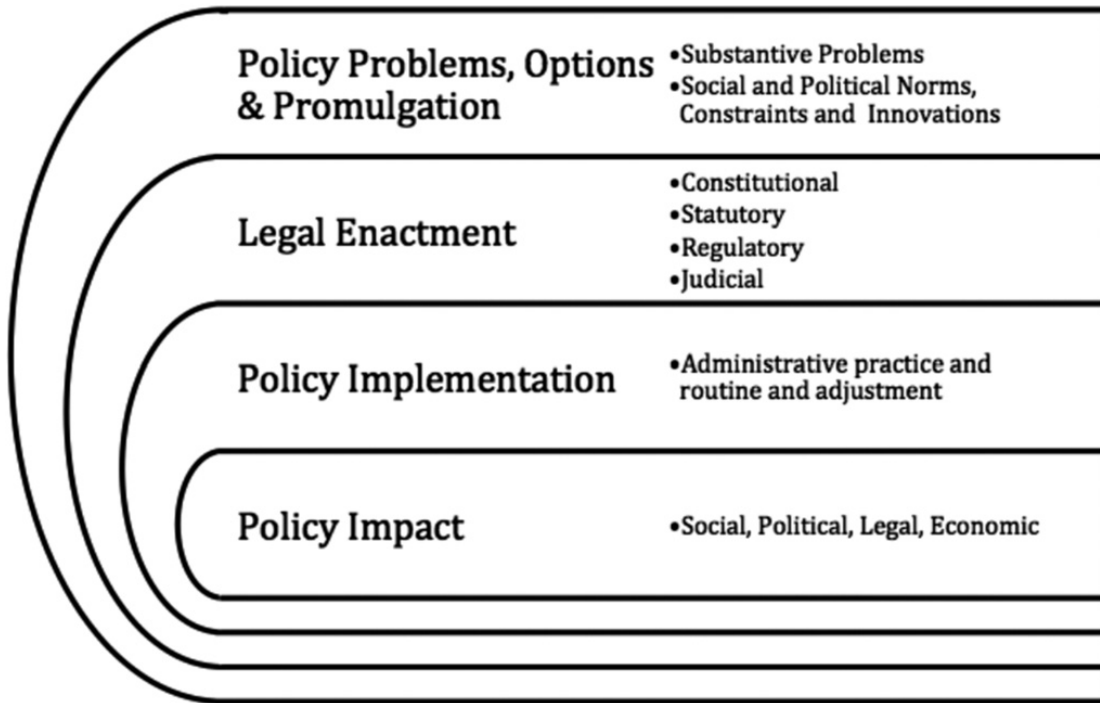 Policy Problems, Options
& Promulgation
•Substantive Problems
•Social and Political Norms,
Constraints and Innovations
Legal Enactment
•Constitutional
•Statutory
•Regulatory
•Judicial
Policy Implementation
•Administrative practice and
routine and adjustment
Policy Impact
•Social, Political, Legal, Economic